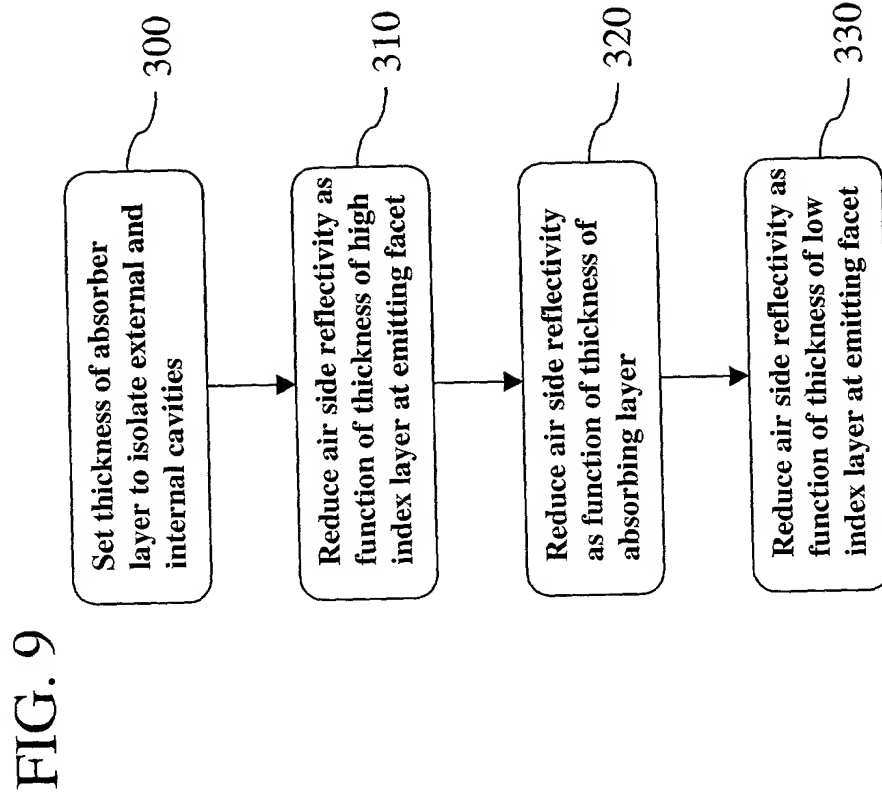 FIG. 9
Set thickness of absorber
layer to isolate external and
internal cavities
300
Reduce air side reflectivity as
function of thickness of high
index layer at emitting facet
310
Reduce air side reflectivity
as function of thickness of
absorbing layer
320
Reduce air side reflectivity as
function of thickness of low
index layer at emitting facet
330